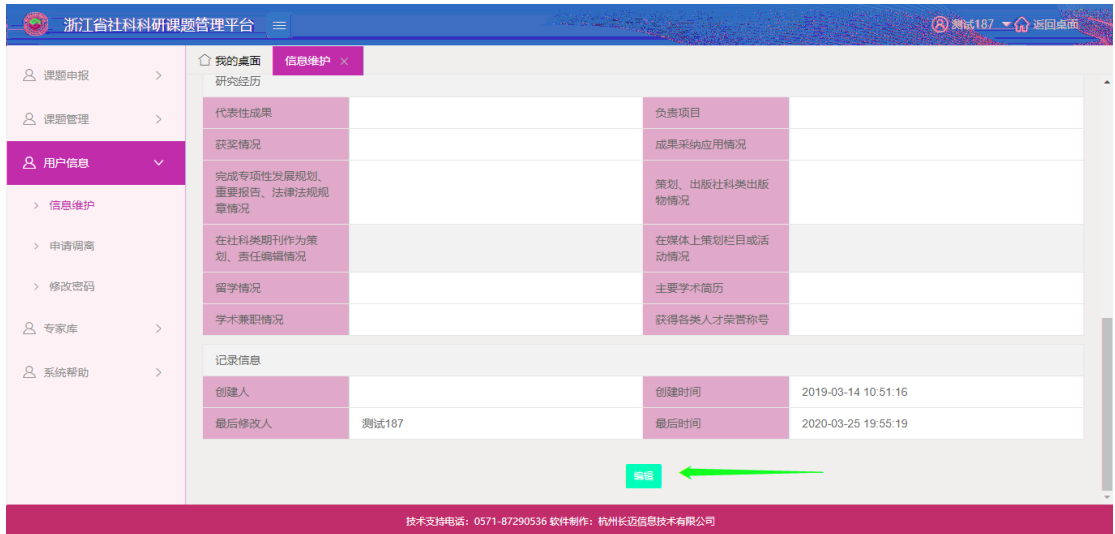 浙江省社科科研课题管理平台
测试187 返回桌面
我的桌面 信息维护 ×
课题申报
课题管理
用户信息
信息维护
申请调离
修改密码
专家库
系统帮助
研究经历
代表性成果 负责项目
获奖情况 成果采纳应用情况
完成专项性发展规划、
重要报告、法律法规规
章情况
策划、出版社科类出版
物情况
在社科类期刊作为策
划、责任编辑情况
在媒体上策划栏目或活
动情况
留学情况 主要学术简历
学术兼职情况 获得各类人才荣誉称号
记录信息
创建人 创建时间 2019-03-14 10:51:16
最后修改人 测试187 最后时间 2020-03-25 19:55:19
编辑
技术支持电话：0571-87290536 软件制作：杭州长迈信息技术有限公司